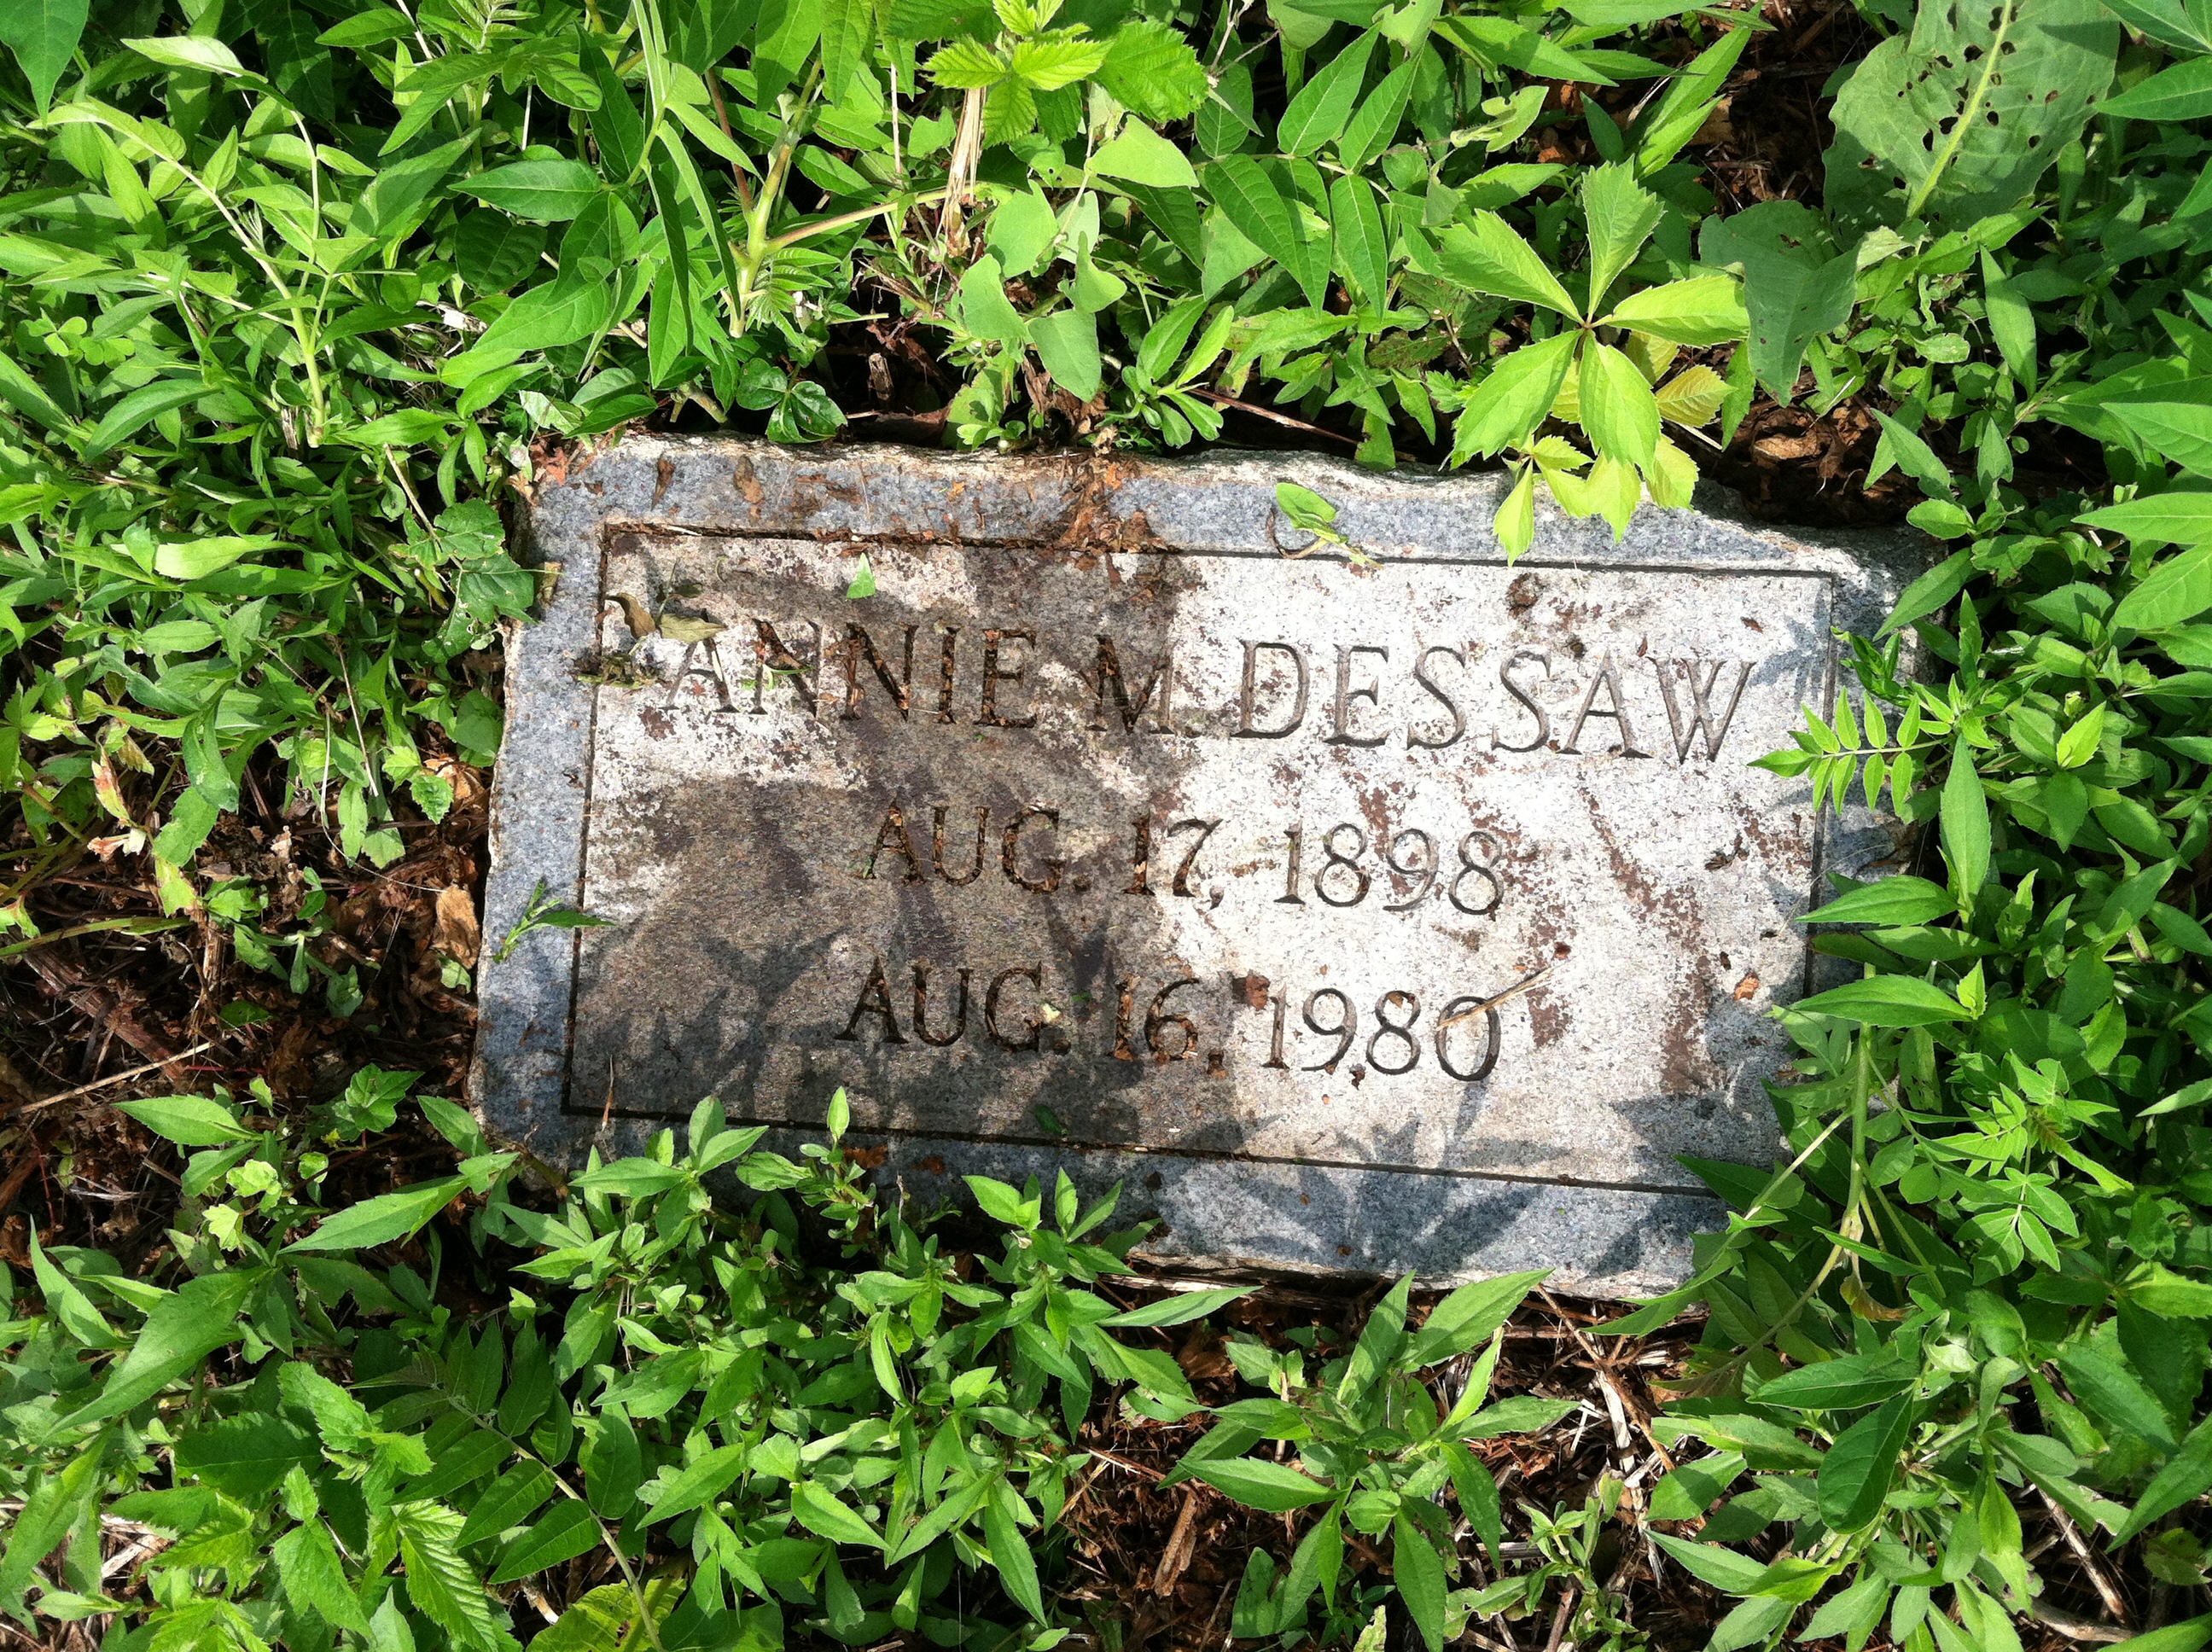 ANNIE M. DESSAW
AUG. 17, 1898
AUG. 16, 1980